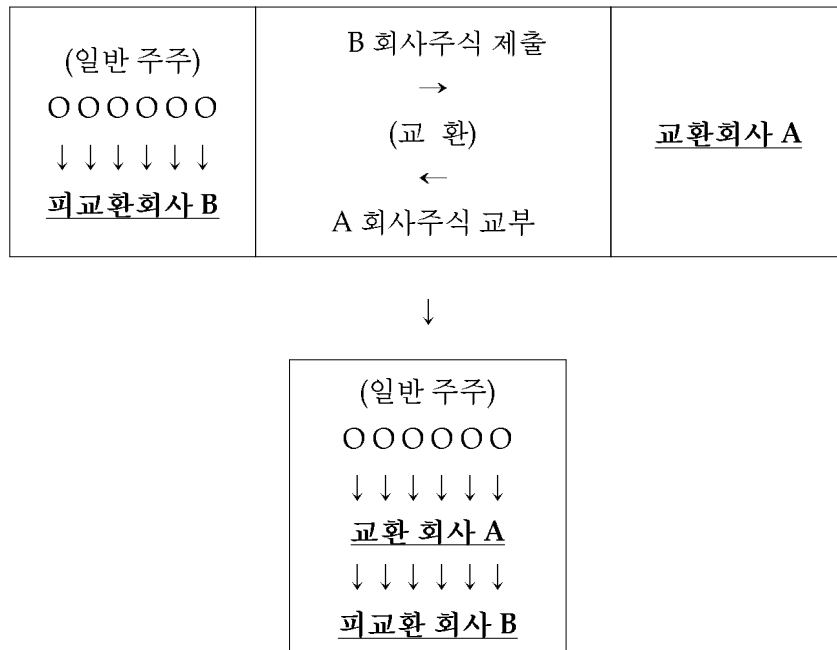 (일반 주주)
O O O O O O
↓ ↓ ↓ ↓ ↓ ↓
피교환회사 B
B 회사주식 제출
→
(교 환)
←
A 회사주식 교부
교환회사 A
↓
(일반 주주)
O O O O O O
↓ ↓ ↓ ↓ ↓ ↓
교환 회사 A
↓ ↓ ↓ ↓ ↓ ↓
피교환 회사 B